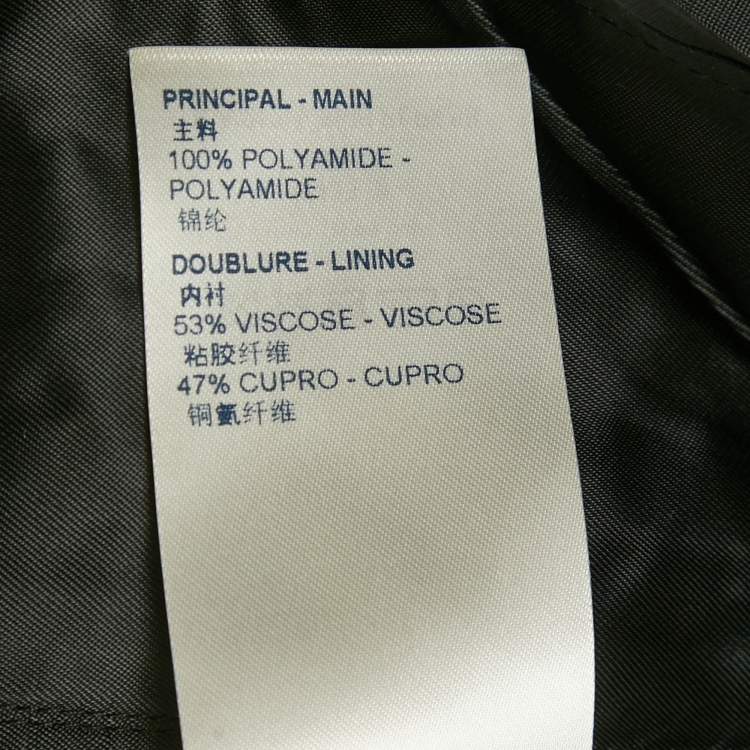 PRINCIPAL - MAIN
主料
100% POLYAMIDE -
POLYAMIDE
锦纶
DOUBLURE - LINING
内衬
53% VISCOSE - VISCOSE
粘胶纤维
47% CUPRO - CUPRO
铜氨纤维